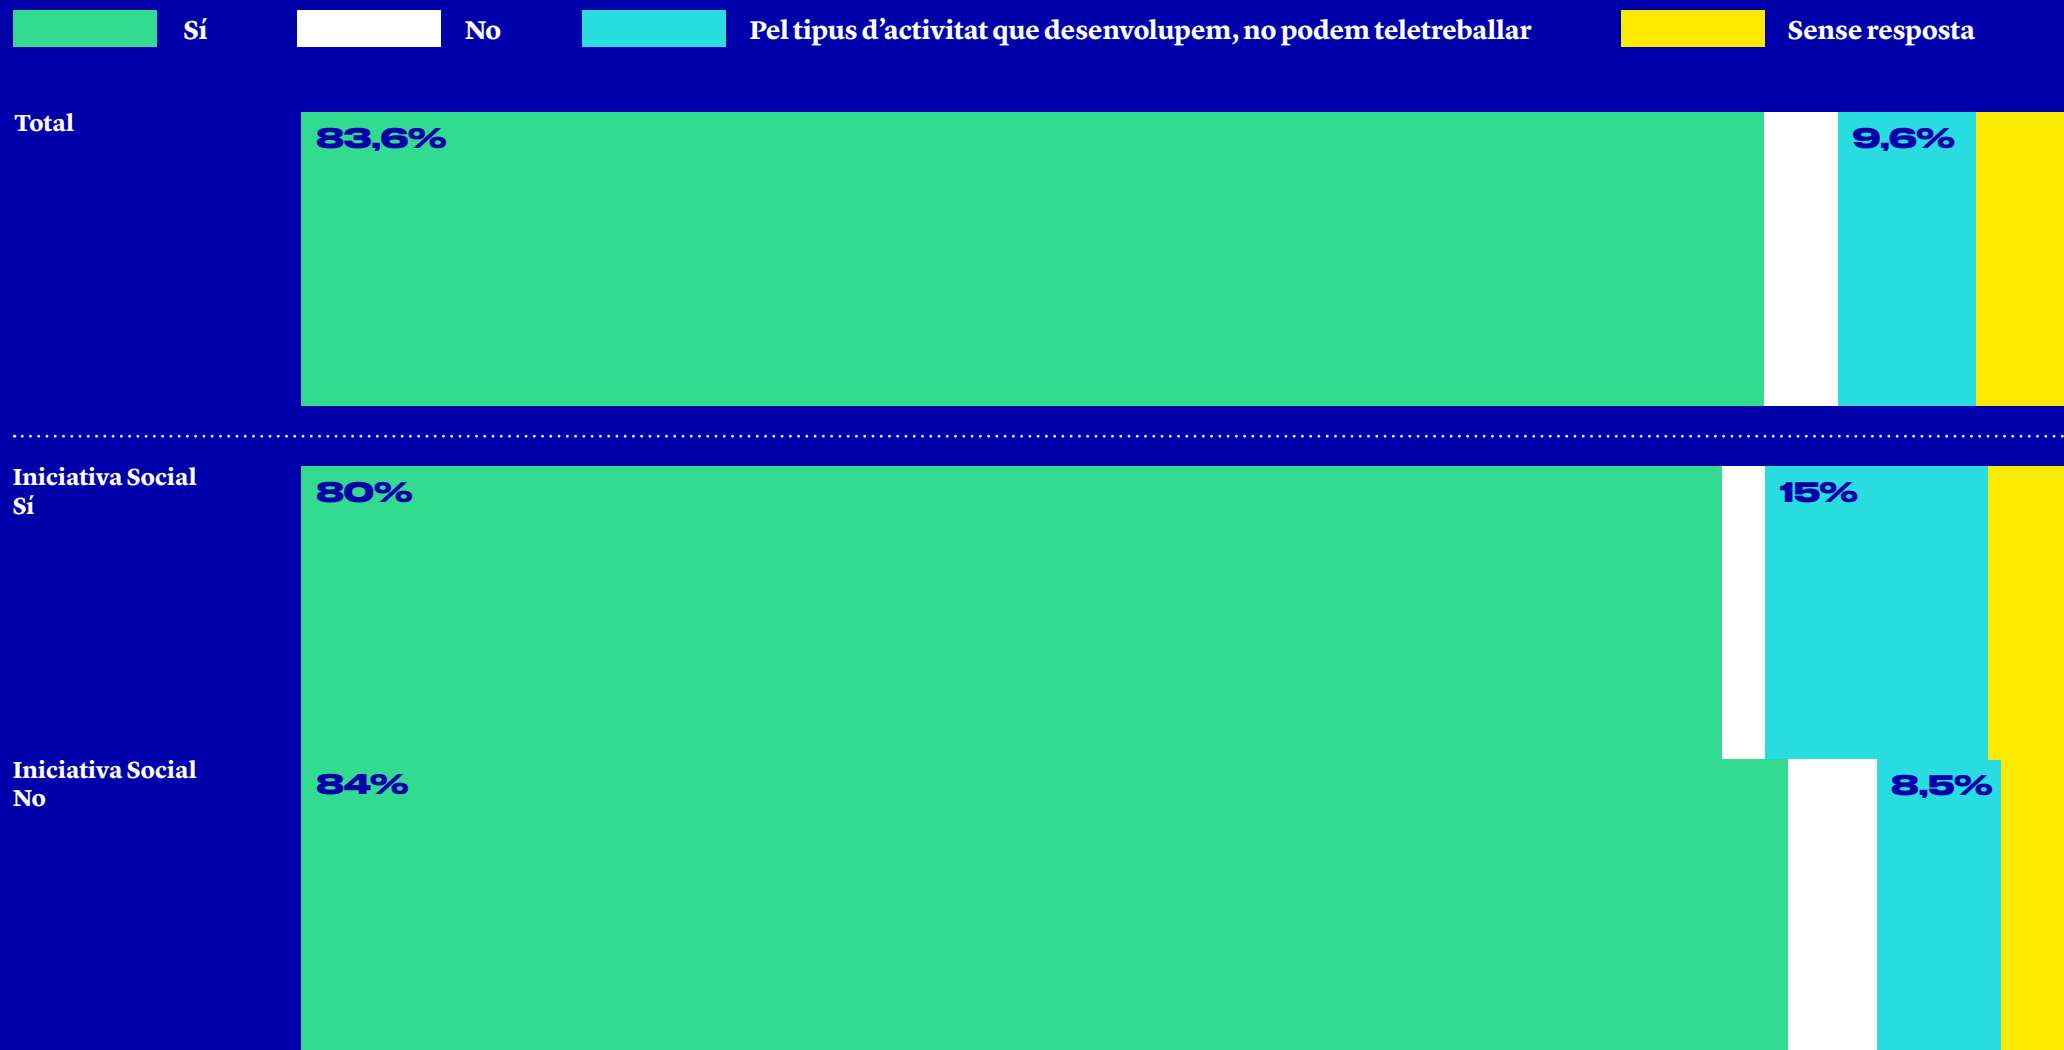 Sí
No
Pel tipus d’activitat que desenvolupem, no podem teletreballar
Sense resposta
Total
83,6%
9,6%
Iniciativa Social
Sí
80%
15%
Iniciativa Social
No
84%
8,5%